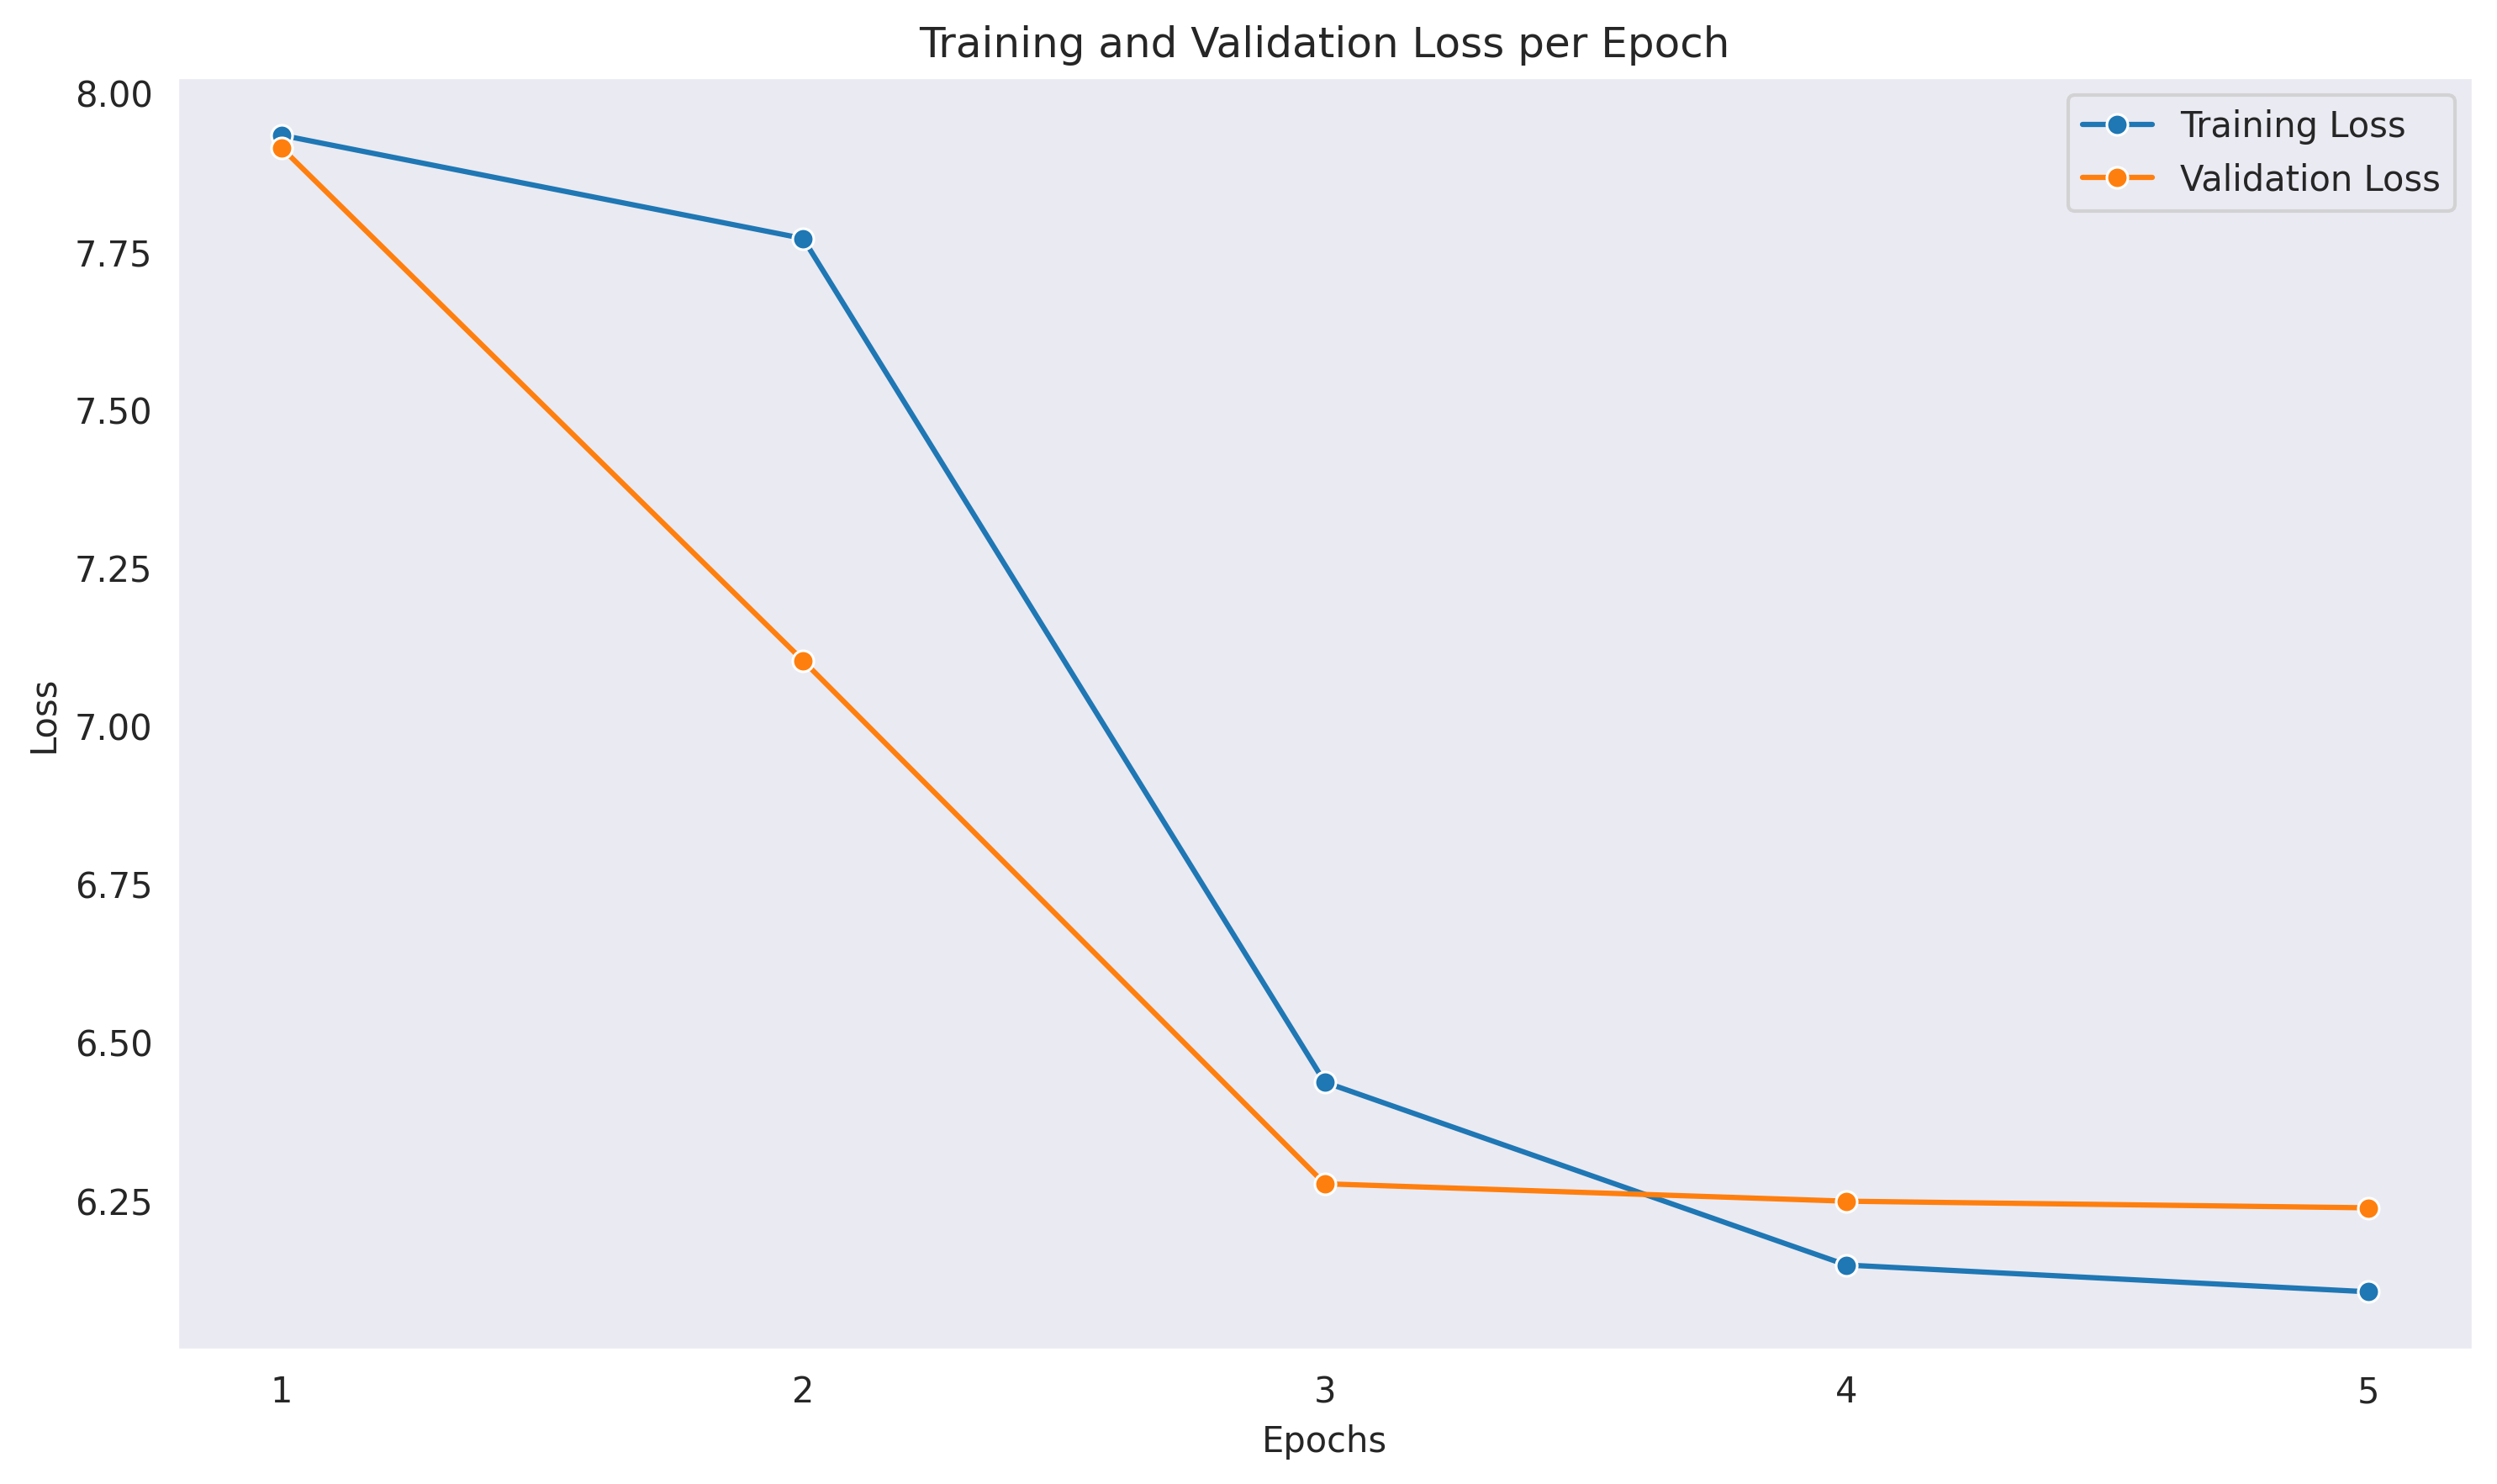 Training and Validation Loss per Epoch
8.00
7.75
7.50
7.25
7.00
6.75
6.50
6.25
Loss
Training Loss
Validation Loss
1 2 3 4 5
Epochs